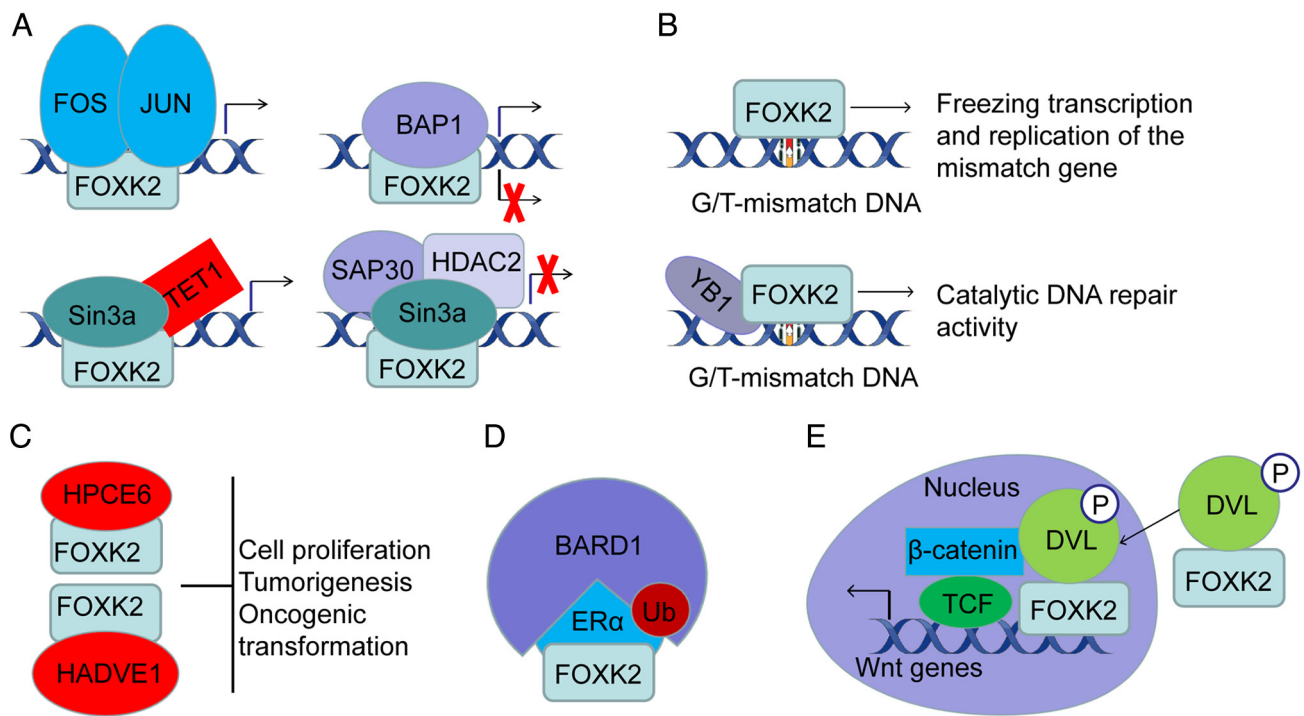 A
FOS
JUN
FOXK2
BAP1
FOXK2
Sin3a
TET1
FOXK2
SAP30
HDAC2
Sin3a
FOXK2
B
FOXK2
Freezing transcription
and replication of the
mismatch gene
G/T-mismatch DNA
YB1
FOXK2
Catalytic DNA repair
activity
G/T-mismatch DNA
C
HPCE6
FOXK2
FOXK2
HADVE1
Cell proliferation
Tumorigenesis
Oncogenic
transformation
D
BARD1
ERα
Ub
FOXK2
E
Nucleus
P
DVL
β-catenin
TCF
FOXK2
Wnt genes
P
DVL
FOXK2